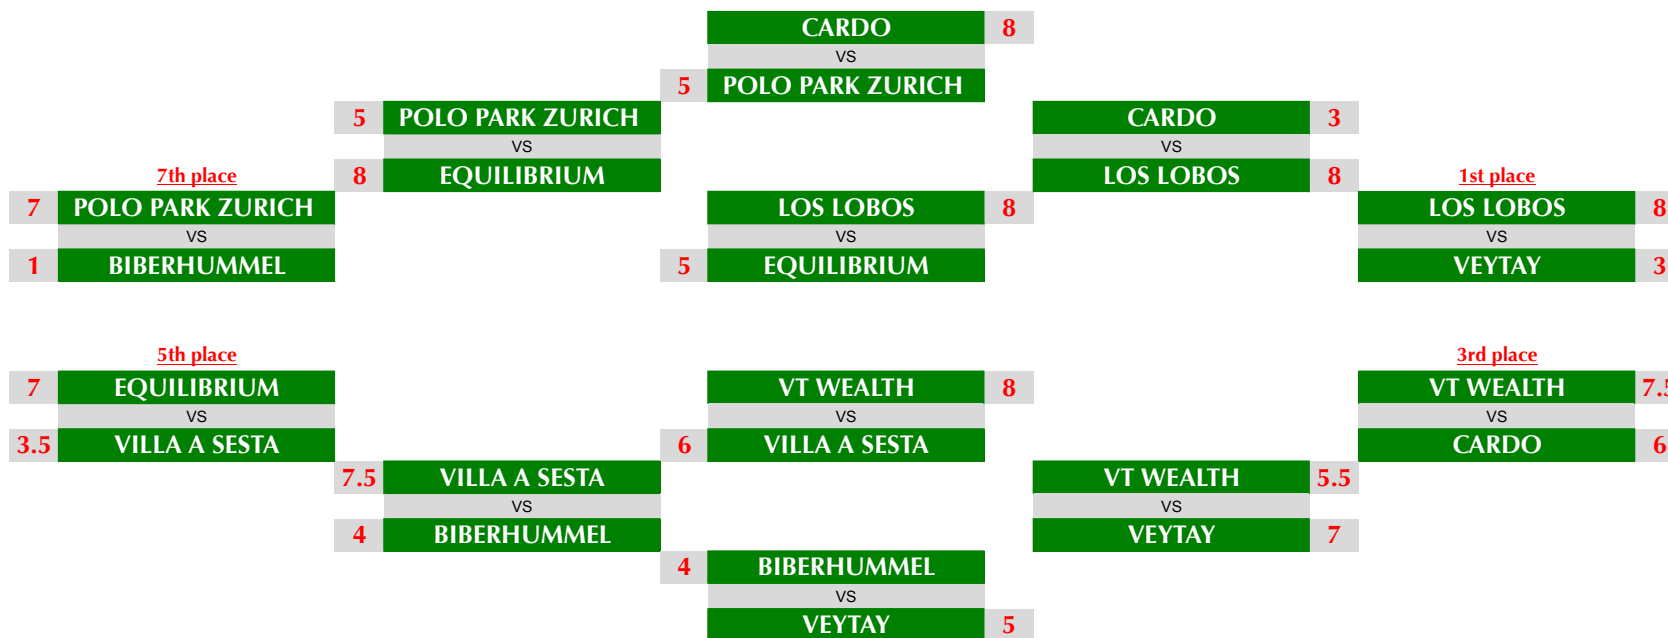 CARDO 8
VS
5 POLO PARK ZURICH
5 POLO PARK ZURICH CARDO 3
VS VS
7th place 8 EQUILIBRIUM LOS LOBOS 8 1st place
7 POLO PARK ZURICH LOS LOBOS 8 LOS LOBOS 8
VS VS VS
1 BIBERHUMMEL 5 EQUILIBRIUM VEYTAY 3
5th place 3rd place
7 EQUILIBRIUM VT WEALTH 8 VT WEALTH 7.5
VS VS VS
3.5 VILLA A SESTA 6 VILLA A SESTA CARDO 6
7.5 VILLA A SESTA VT WEALTH 5.5
VS VS
4 BIBERHUMMEL VEYTAY 7
4 BIBERHUMMEL
VS
VEYTAY 5